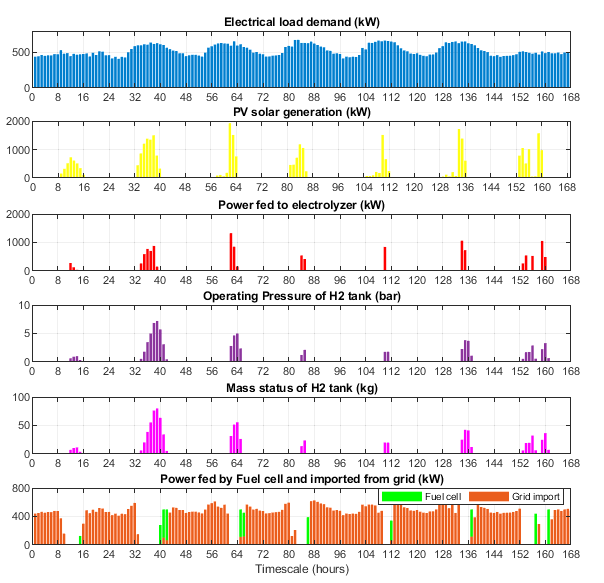 Electrical load demand (kW)
500
0
0 8 16 24 32 40 48 56 64 72 80 88 96 104 112 120 128 136 144 152 160 168
PV solar generation (kW)
2000
1000
0
0 8 16 24 32 40 48 56 64 72 80 88 96 104 112 120 128 136 144 152 160 168
Power fed to electrolyzer (kW)
2000
1000
0
0 8 16 24 32 40 48 56 64 72 80 88 96 104 112 120 128 136 144 152 160 168
Operating Pressure of H2 tank (bar)
10
5
0
0 8 16 24 32 40 48 56 64 72 80 88 96 104 112 120 128 136 144 152 160 168
Mass status of H2 tank (kg)
100
50
0
0 8 16 24 32 40 48 56 64 72 80 88 96 104 112 120 128 136 144 152 160 168
Power fed by Fuel cell and imported from grid (kW)
800
Fuel cell Grid import
400
0
0 8 16 24 32 40 48 56 64 72 80 88 96 104 112 120 128 136 144 152 160 168
Timescale (hours)